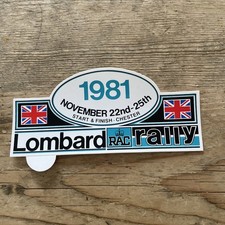 1981
NOVEMBER 22nd-25th
START & FINISH - CHESTER
Lombard RAC rally